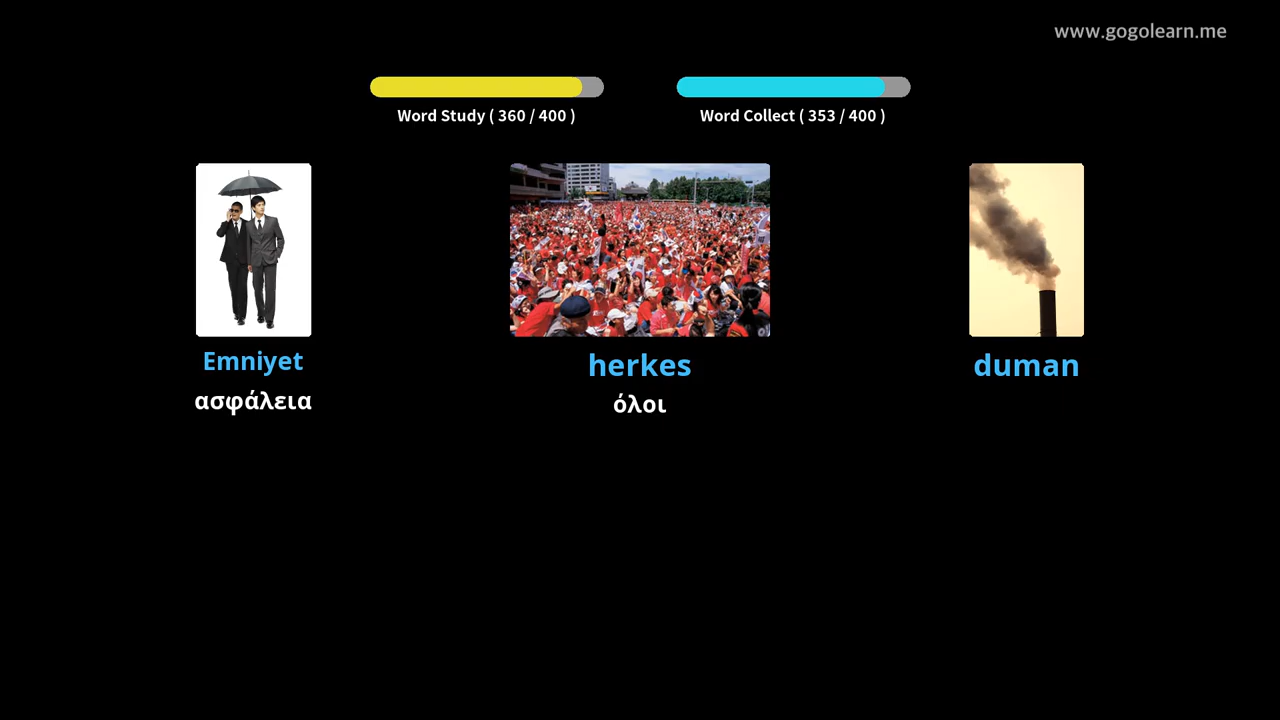 www.gogolearn.me
Word Study ( 360 / 400 )
Word Collect ( 353 / 400 )
Emniyet
ασφάλεια
herkes
όλοι
duman